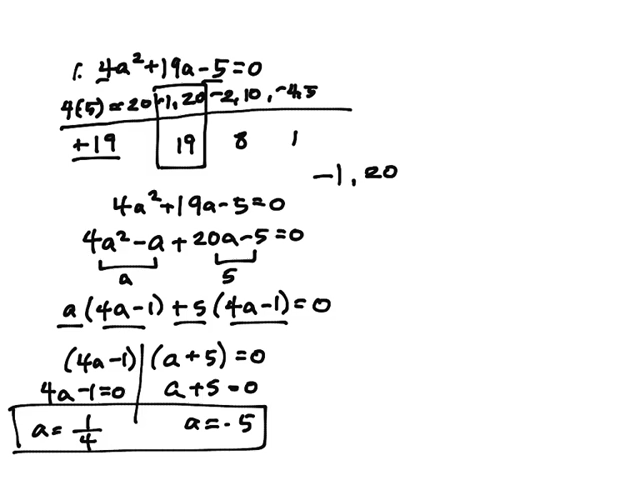 1. 4a²+19a-5=0
4(5)=20 -1,20 -2,10, -4,5
+19 19 8 1
-1, 20
4a²+19a-5=0
4a²-a+20a-5=0
a 5
a(4a-1)+5(4a-1)=0
(4a-1) (a+5)=0
4a-1=0 a+5=0
a=1/4 a=-5